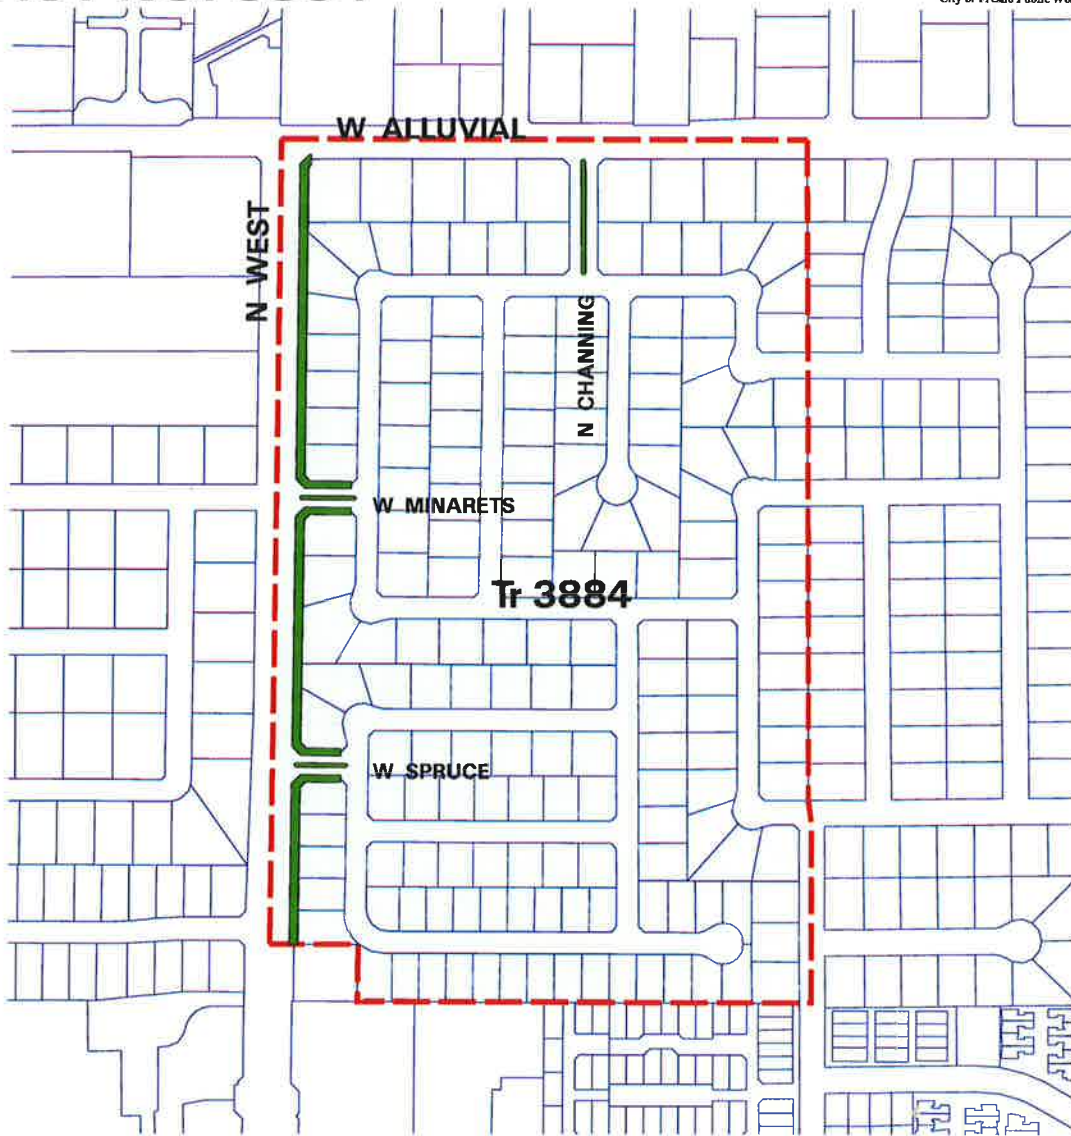 W ALLUVIAL
N WEST
N CHANNING
W MINARETS
Tr 3884
W SPRUCE